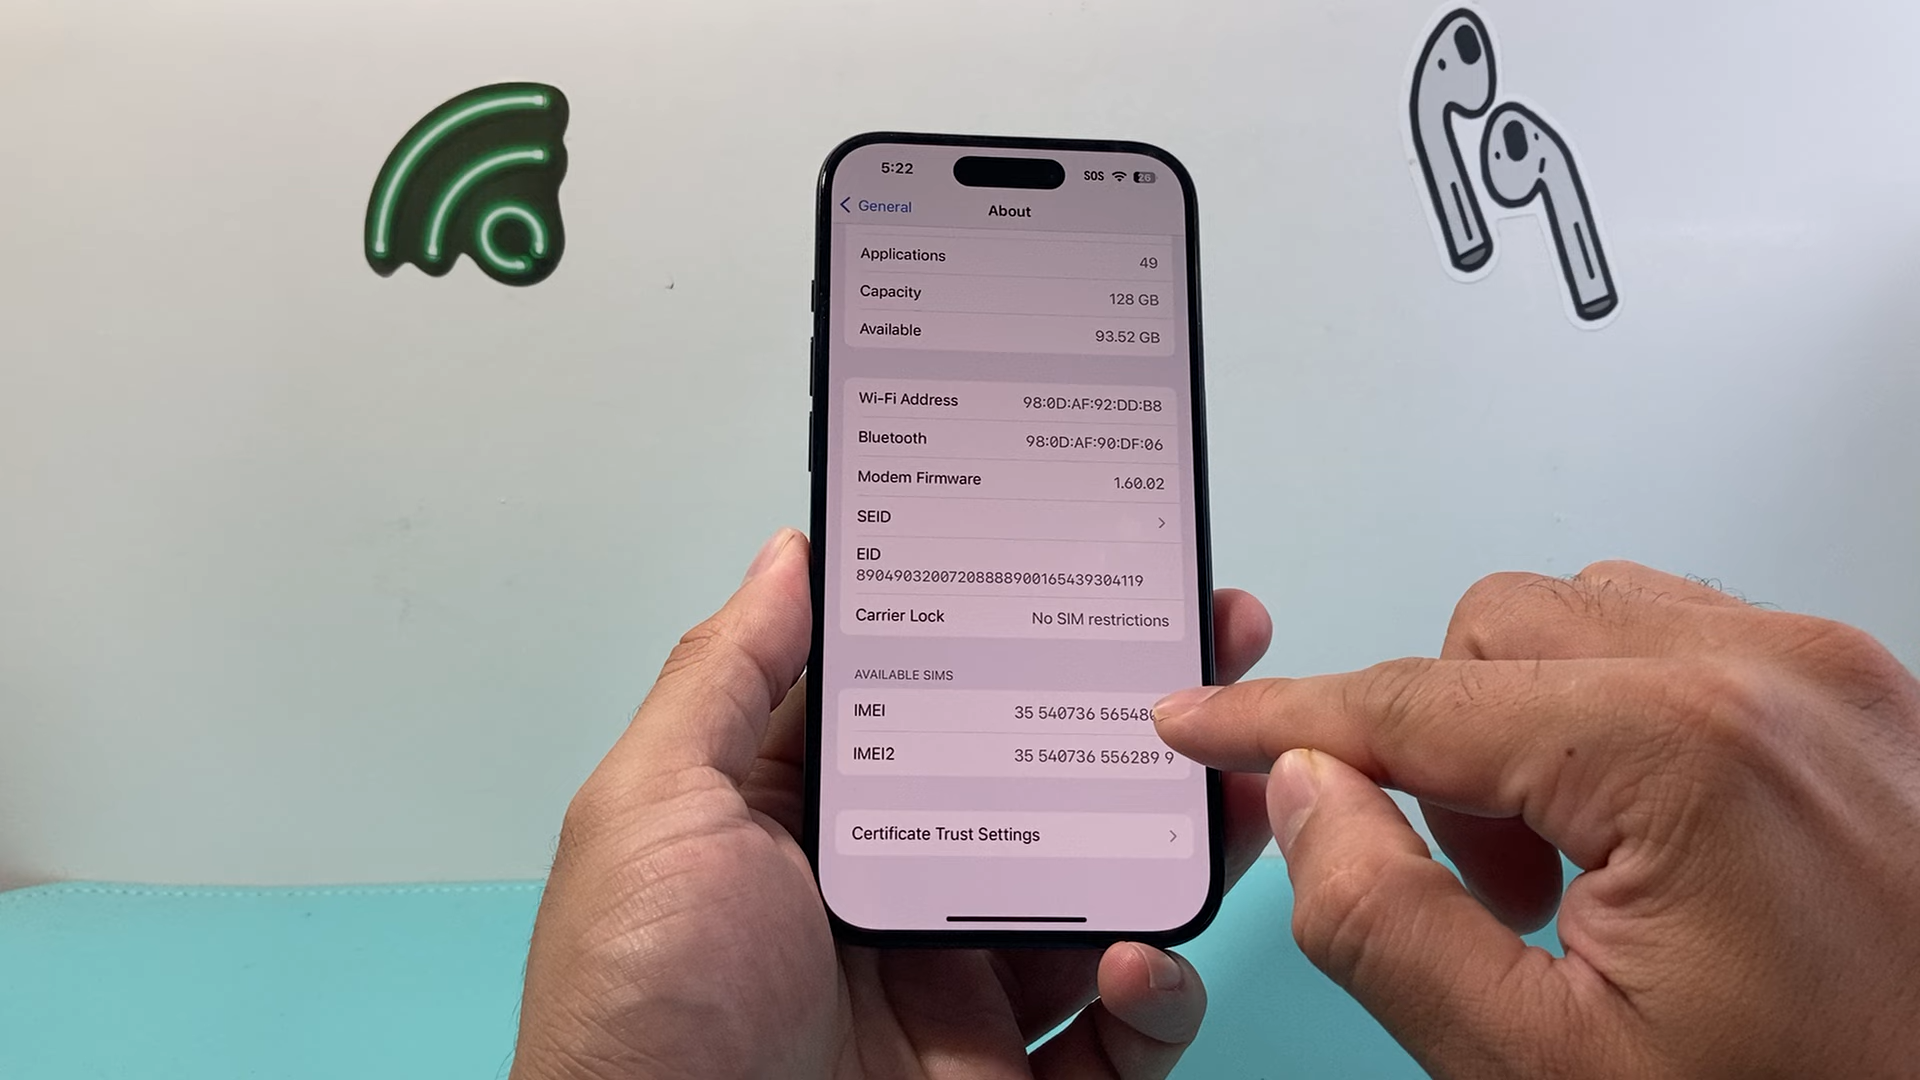 5:22
SOS 26
General
About
Applications 49
Capacity 128 GB
Available 93.52 GB
Wi-Fi Address 98:0D:AF:92:DD:B8
Bluetooth 98:0D:AF:90:DF:06
Modem Firmware 1.60.02
SEID
EID
89049032007208888900165439304119
Carrier Lock No SIM restrictions
AVAILABLE SIMS
IMEI 35 540736 56548
IMEI2 35 540736 556289 9
Certificate Trust Settings